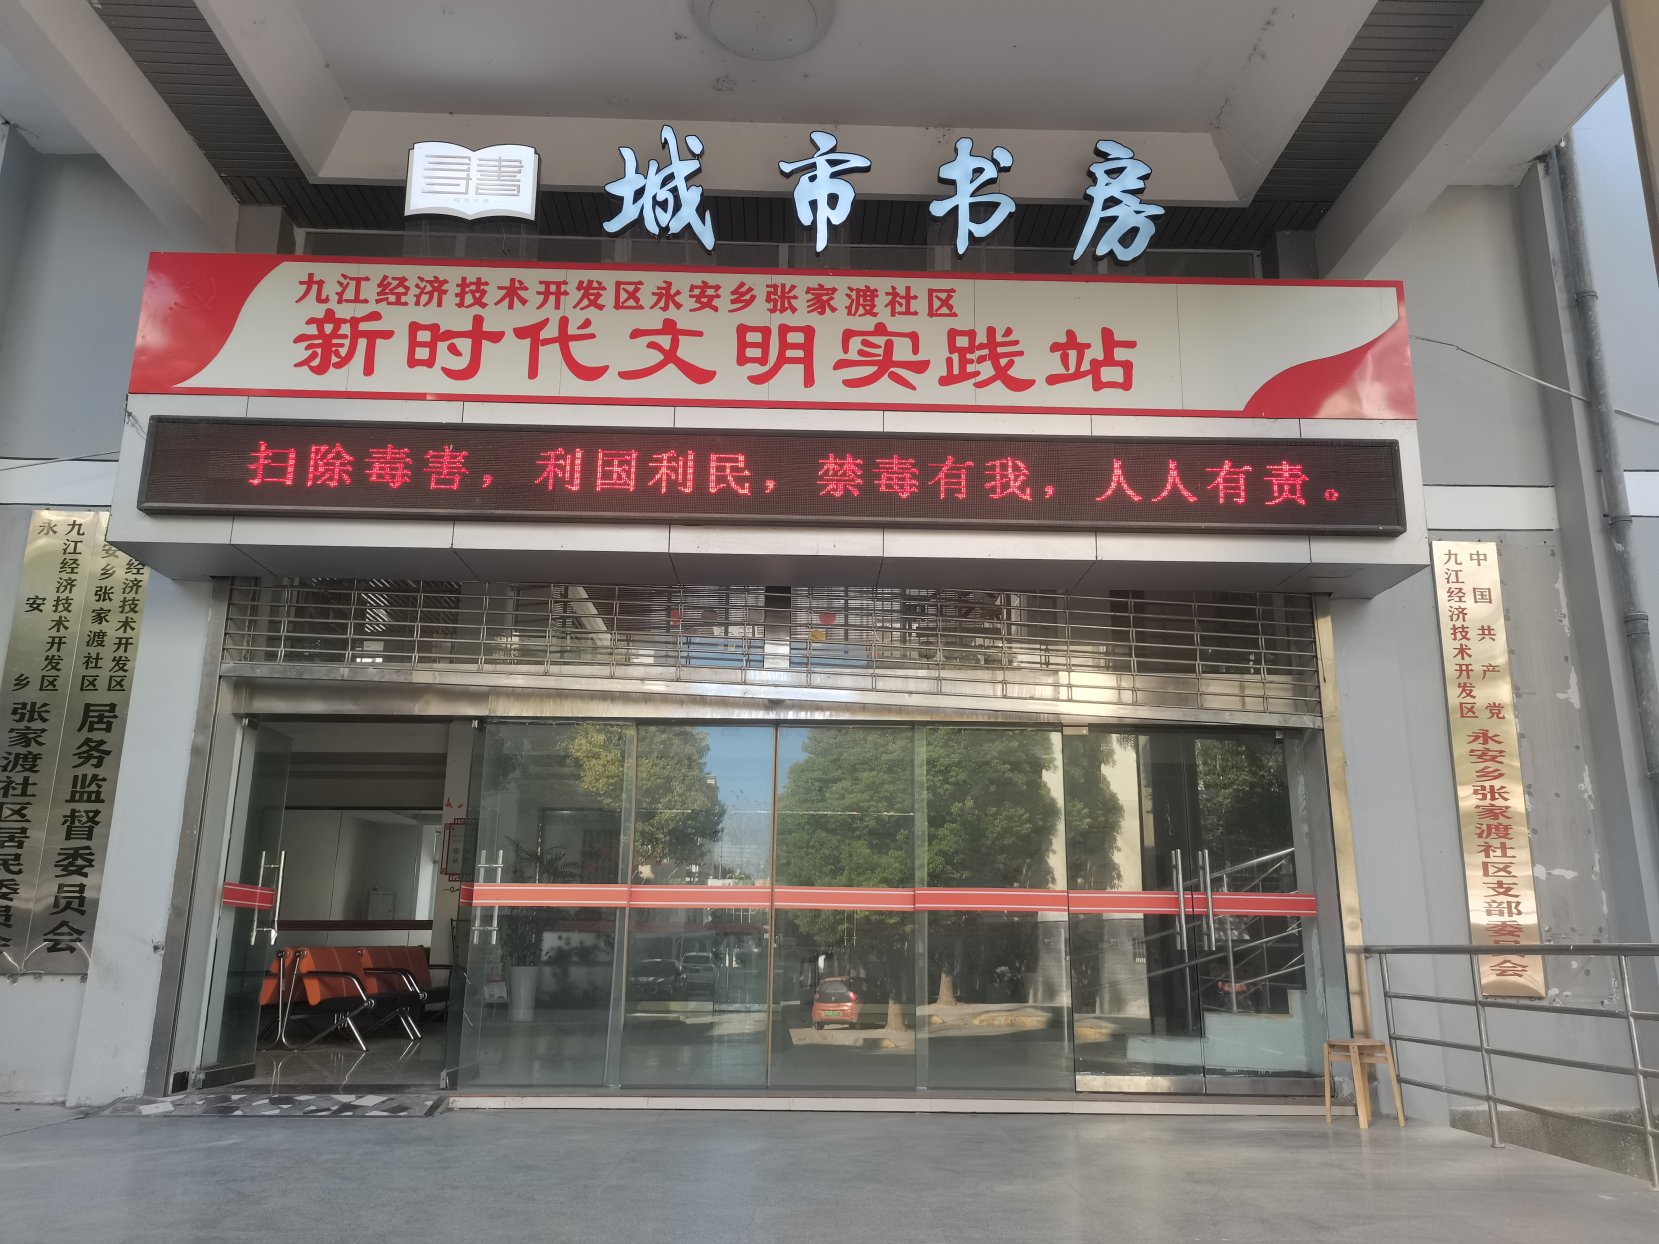 城市书房
九江经济技术开发区永安乡张家渡社区
新时代文明实践站
扫除毒害，利国利民，禁毒有我，人人有责。
九江经济技术开发区
永安乡张家渡社区居民委员会
经济技术开发区
安乡张家渡社区
居务监督委员会
中国共产党
九江经济技术开发区
永安乡张家渡社区支部委员会